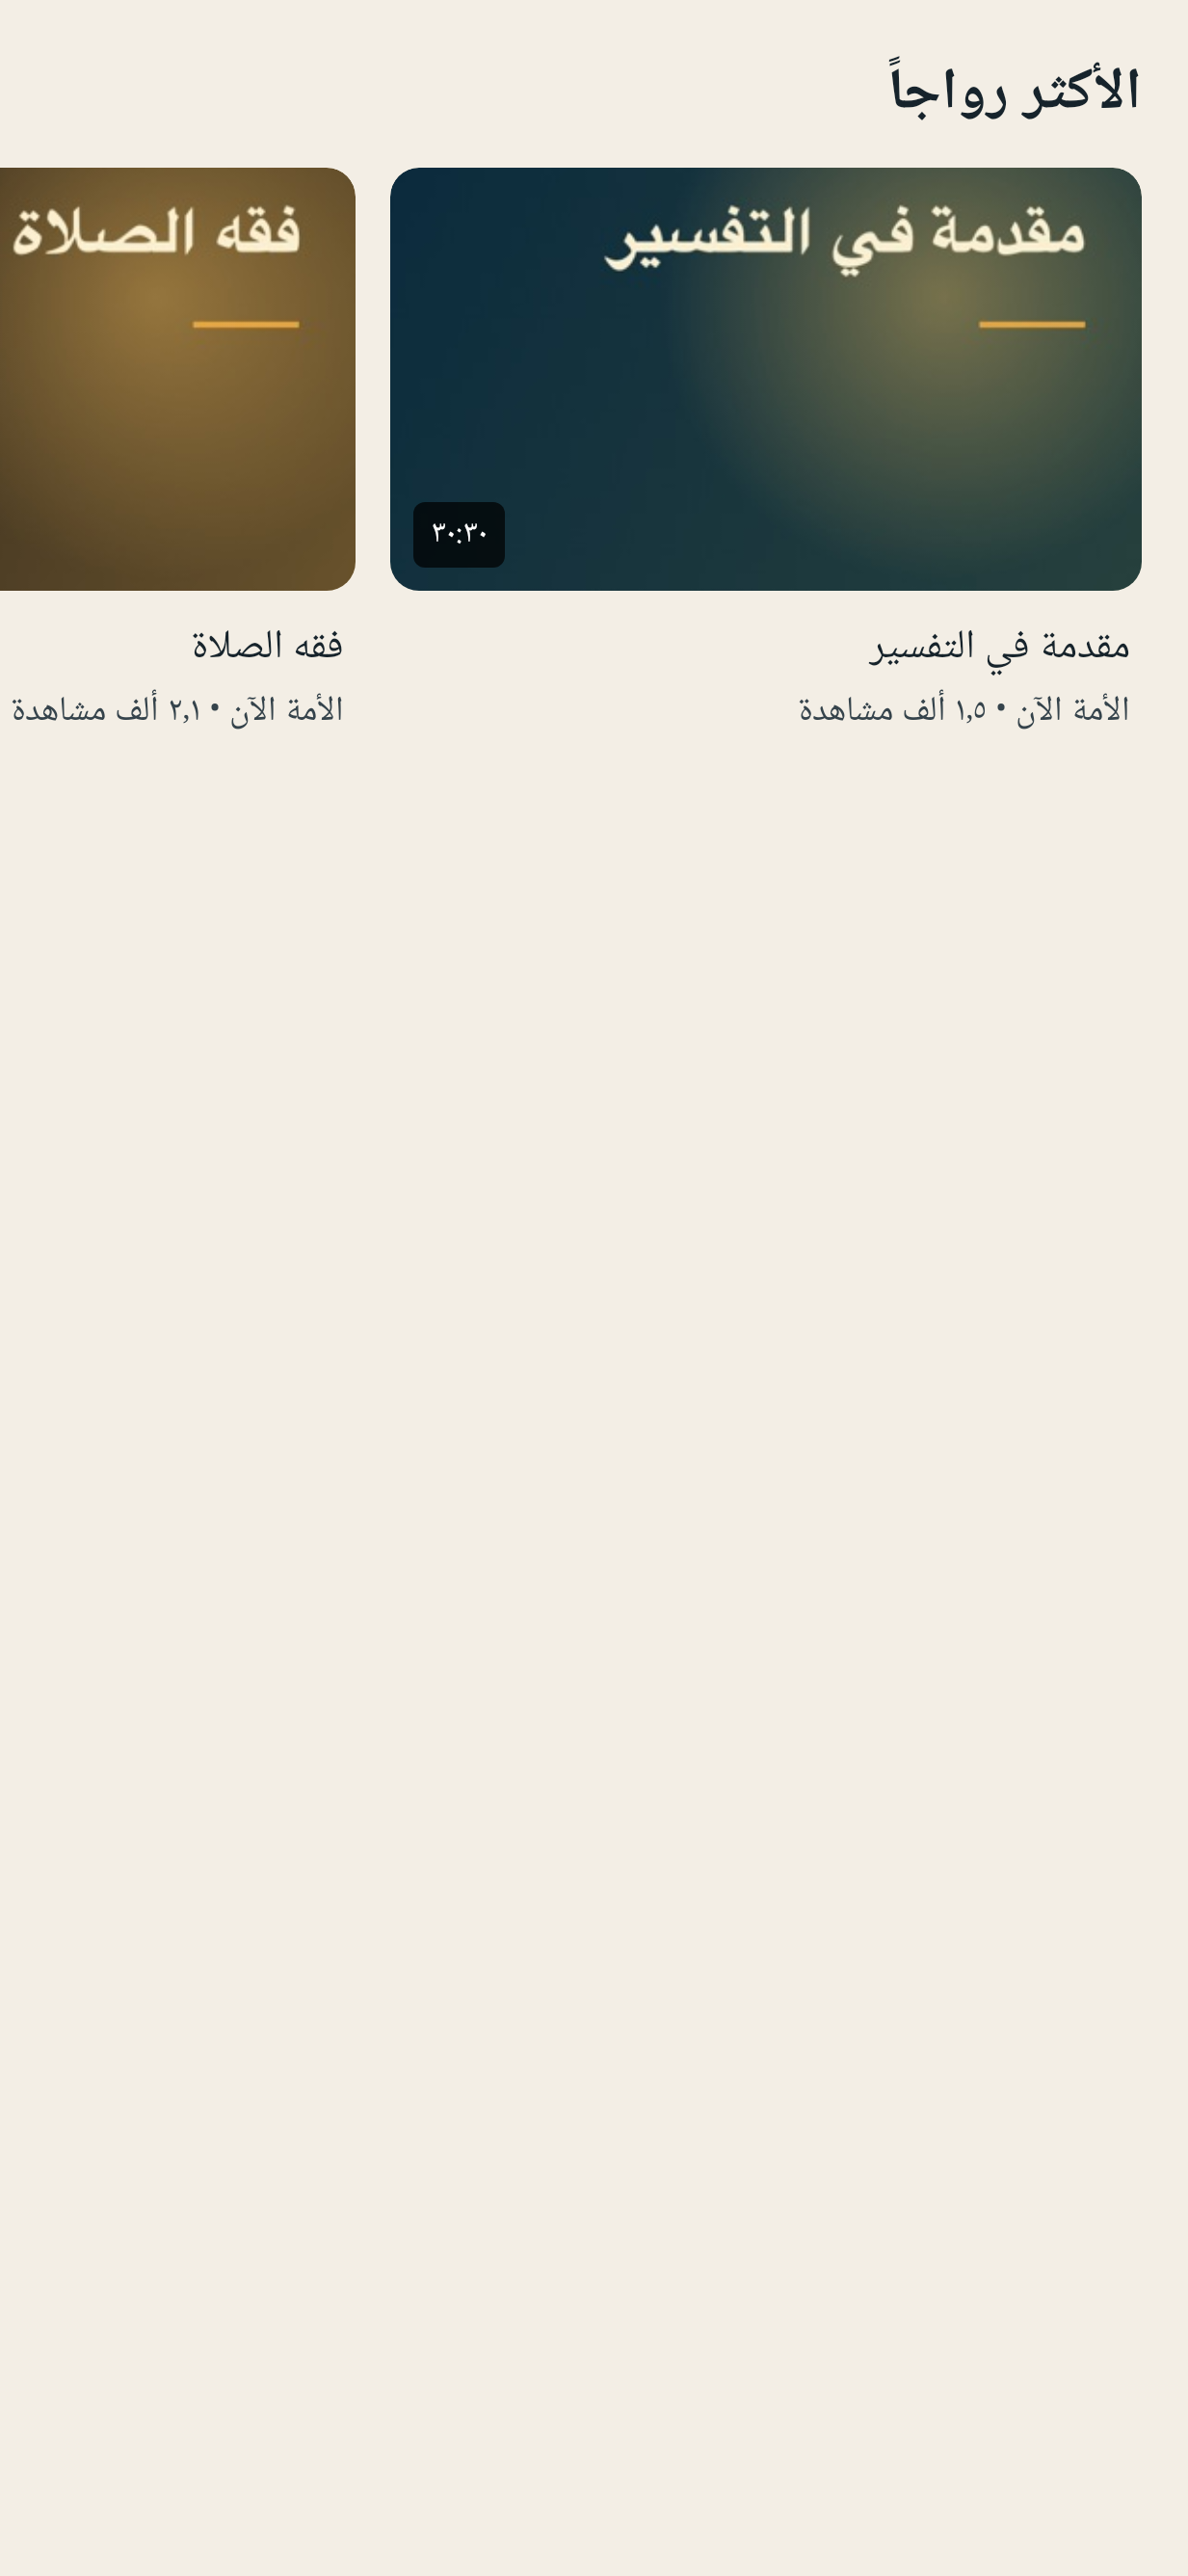 الأكثر رواجاً
مقدمة في التفسير
٣٠:٣٠
مقدمة في التفسير
الأمة الآن • ١,٥ ألف مشاهدة
فقه الصلاة
فقه الصلاة
الأمة الآن • ٢,١ ألف مشاهدة